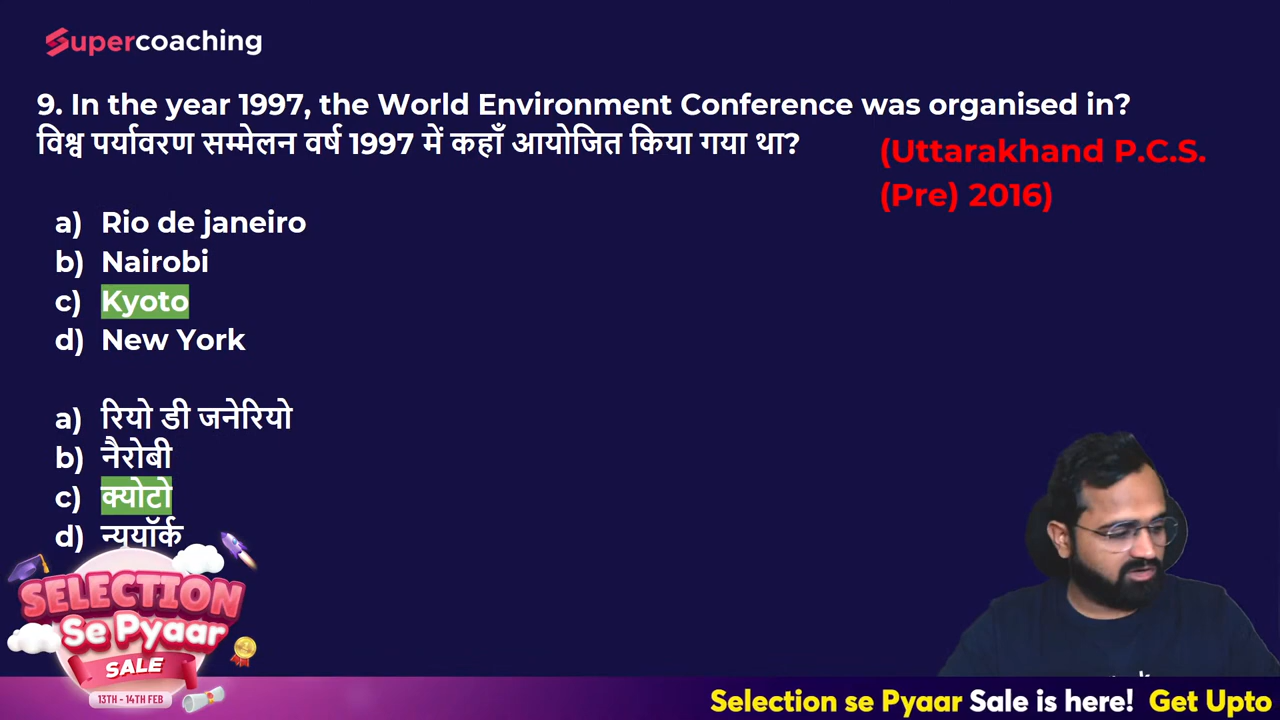 Supercoaching
9. In the year 1997, the World Environment Conference was organised in?
विश्व पर्यावरण सम्मेलन वर्ष 1997 में कहाँ आयोजित किया गया था?
(Uttarakhand P.C.S.
(Pre) 2016)
a) Rio de janeiro
b) Nairobi
c) Kyoto
d) New York
a) रियो डी जनेरियो
b) नैरोबी
c) क्योटो
d) न्यूयॉर्क
SELECTION
Se Pyaar
SALE
13TH - 14TH FEB
Selection se Pyaar Sale is here! Get Upto